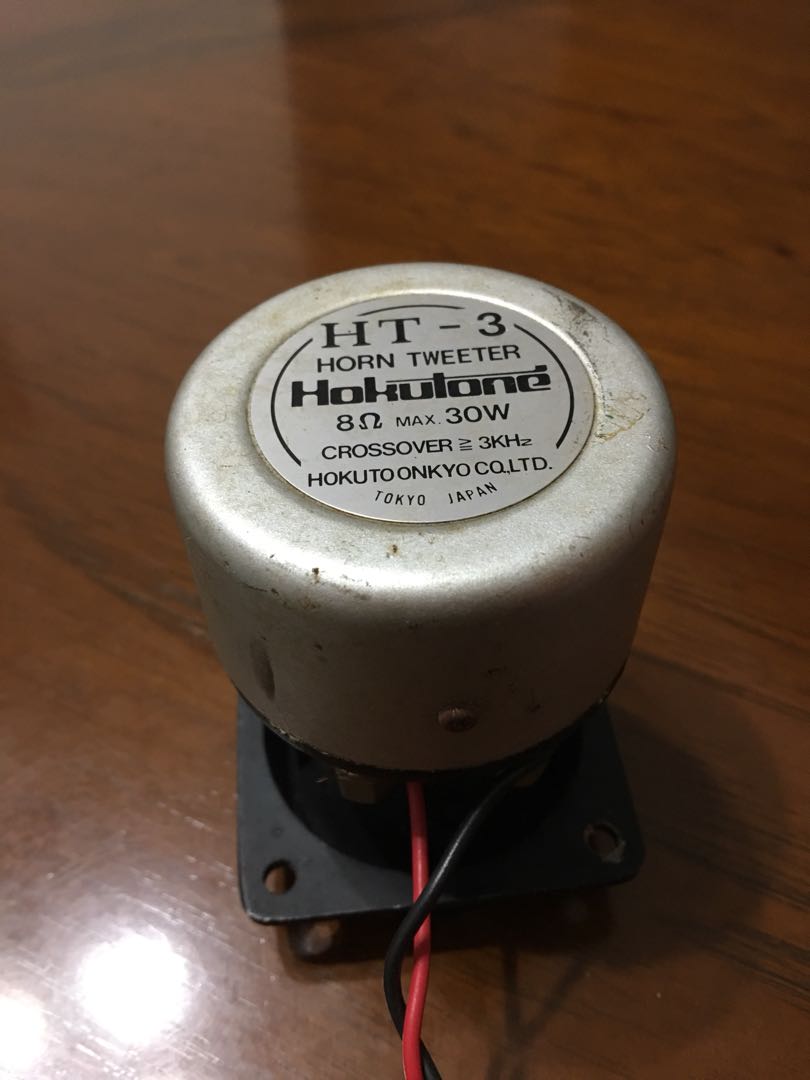 HT-3
HORN TWEETER
Hokutone
8Ω MAX. 30W
CROSSOVER ≧ 3KHz
HOKUTO ONKYO CO.,LTD.
TOKYO JAPAN